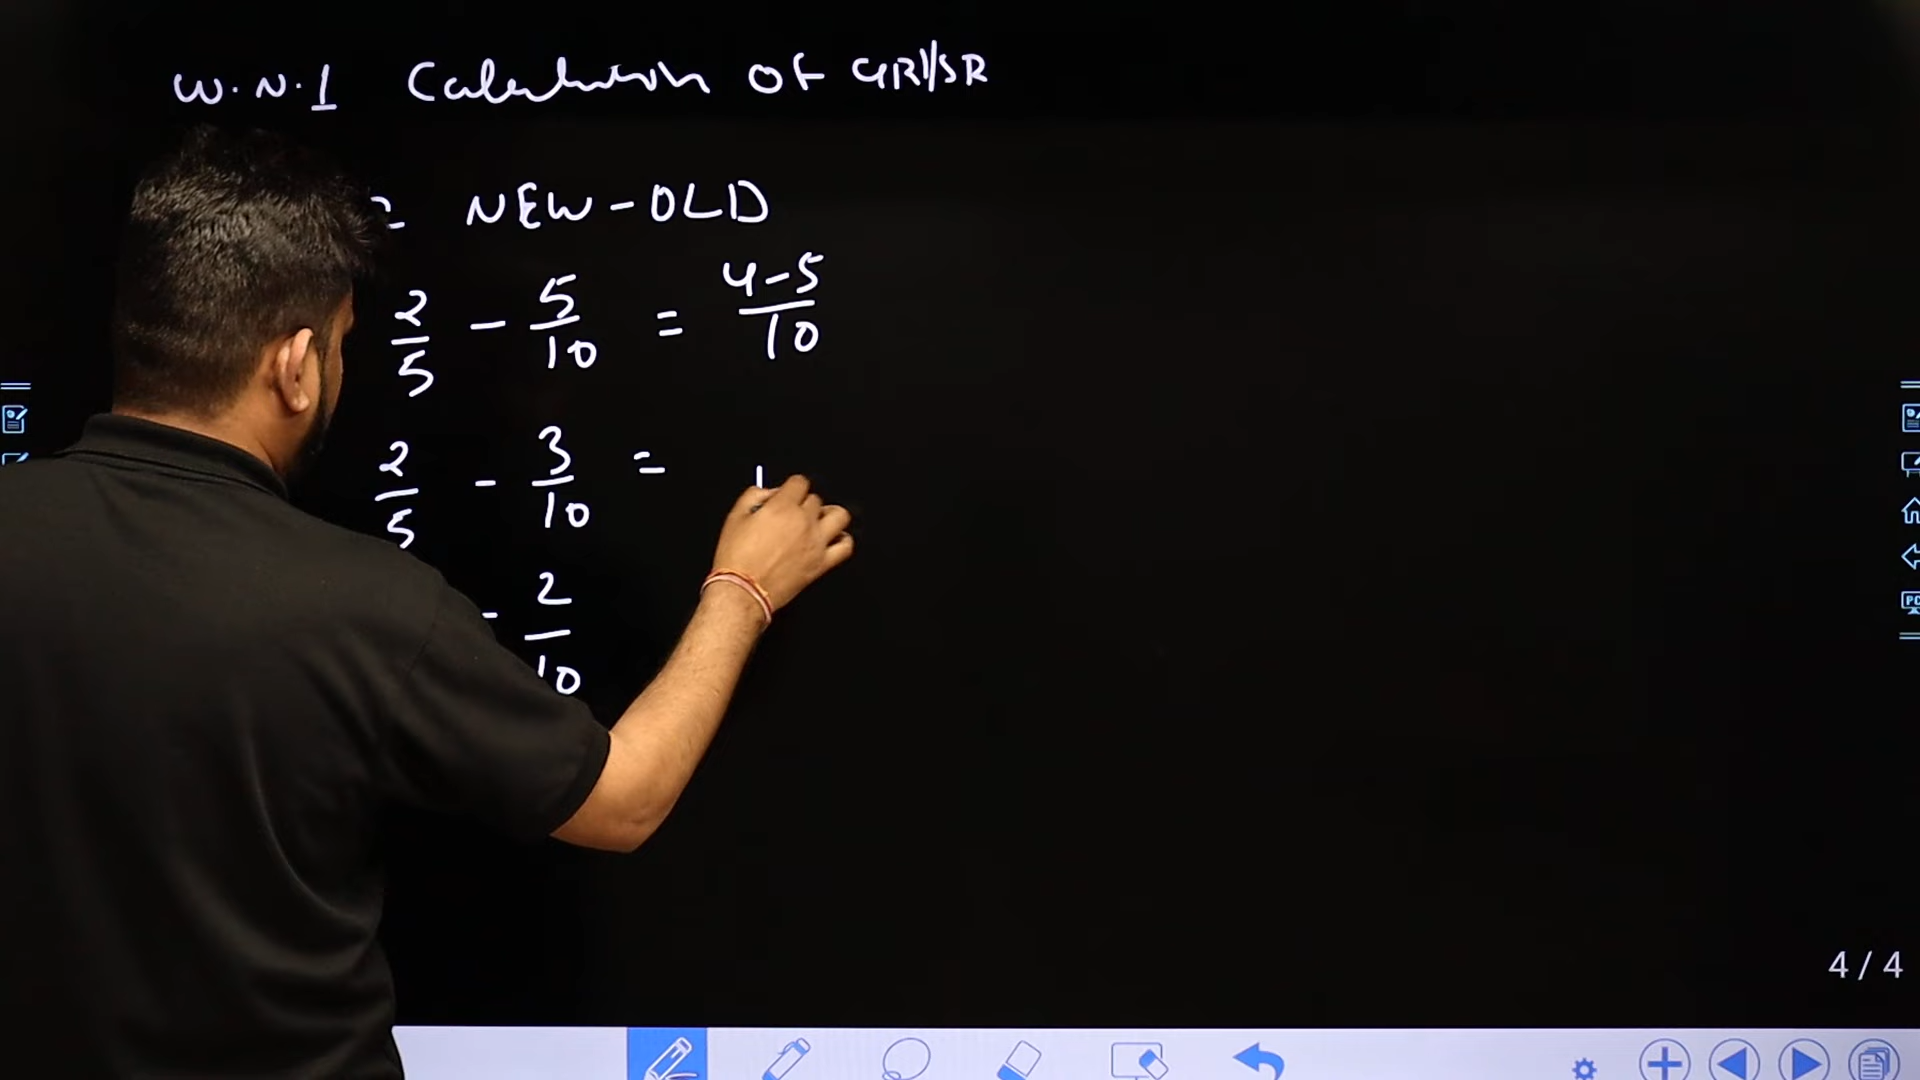 W.N.1 Calculation of GR/SR
2 NEW - OLD
2/5 - 5/10 = 4-5/10
2/5 - 3/10 =
- 2/10
4 / 4